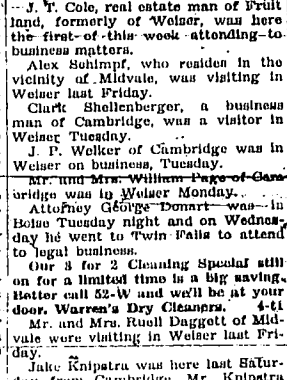 J. T. Cole, real estate man of Fruit
land, formerly of Weiser, was here
the first of this week attending to
business matters.
Alex Schimpf, who resides in the
vicinity of Midvale, was visiting in
Weiser last Friday.
Clark Shellenberger, a business
man of Cambridge, was a visitor in
Weiser Tuesday.
J. P. Welker of Cambridge was in
Weiser on business, Tuesday.
Mr. and Mrs. William Page of Cam-
bridge was in Weiser Monday.
Attorney George Donart was in
Boise Tuesday night and on Wednes-
day he went to Twin Falls to attend
to legal business.
Our 3 for 2 Cleaning Special still
on for a limited time is a big saving.
Better call 52-W and we'll be at your
door. Warren's Dry Cleaners. 4-t1
Mr. and Mrs. Ruell Daggett of Mid-
vale were visiting in Weiser last Fri-
day.
Jake Knipstra was here last Satur-
day from Cambridge. Mr. Knipstra